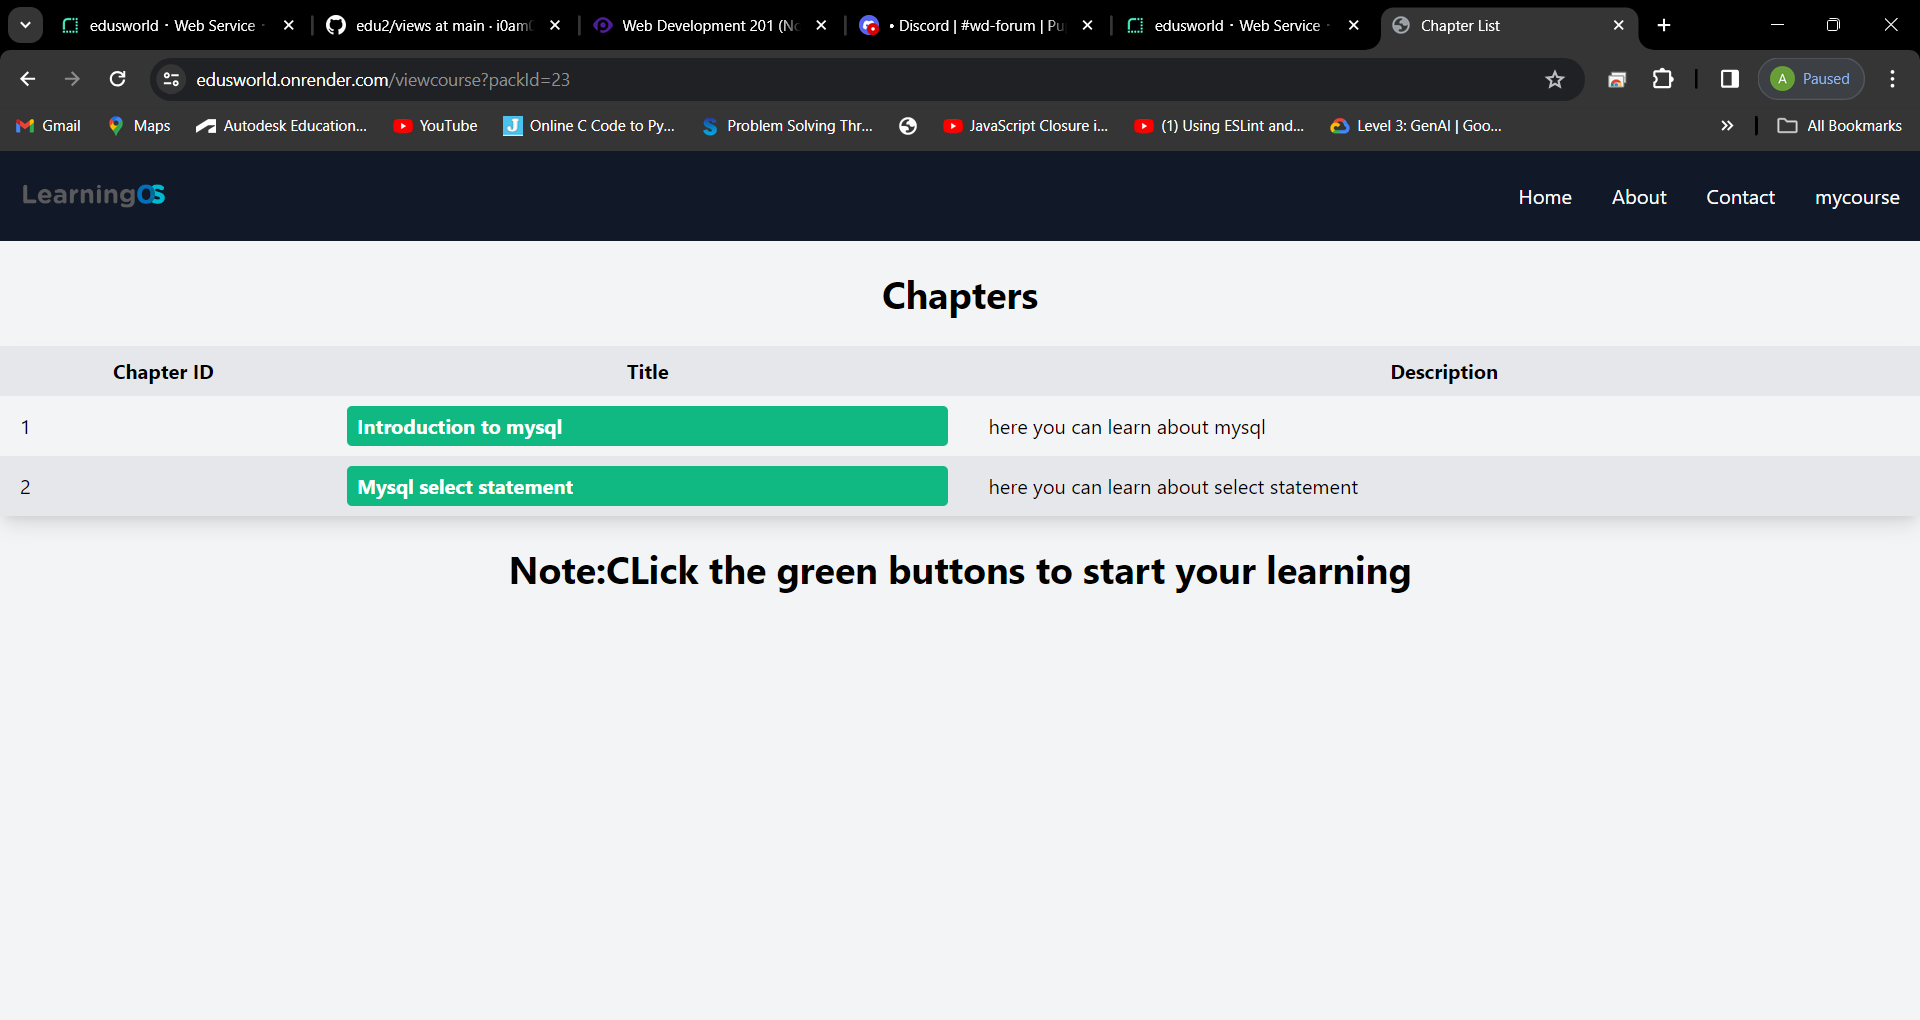 edusworld · Web Service
edu2/views at main · i0am
Web Development 201 (No
• Discord | #wd-forum | Pu
edusworld · Web Service
Chapter List
edusworld.onrender.com/viewcourse?packId=23
A Paused
Gmail
Maps
Autodesk Education...
YouTube
Online C Code to Py...
Problem Solving Thr...
JavaScript Closure i...
(1) Using ESLint and...
Level 3: GenAI | Goo...
All Bookmarks
LearningOS
Home About Contact mycourse
Chapters
Chapter ID Title Description
1 Introduction to mysql here you can learn about mysql
2 Mysql select statement here you can learn about select statement
Note:CLick the green buttons to start your learning